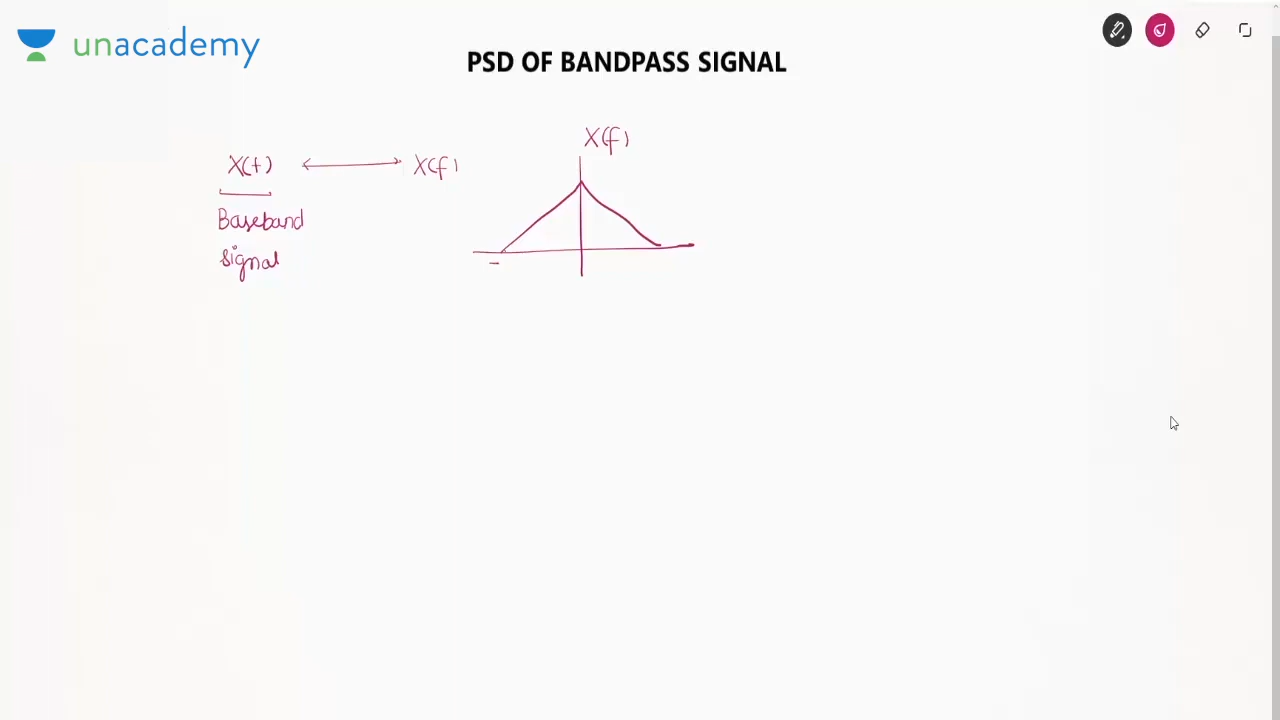 unacademy
PSD OF BANDPASS SIGNAL
X(f)
X(t) ⟷ X(f)
Baseband
signal
-